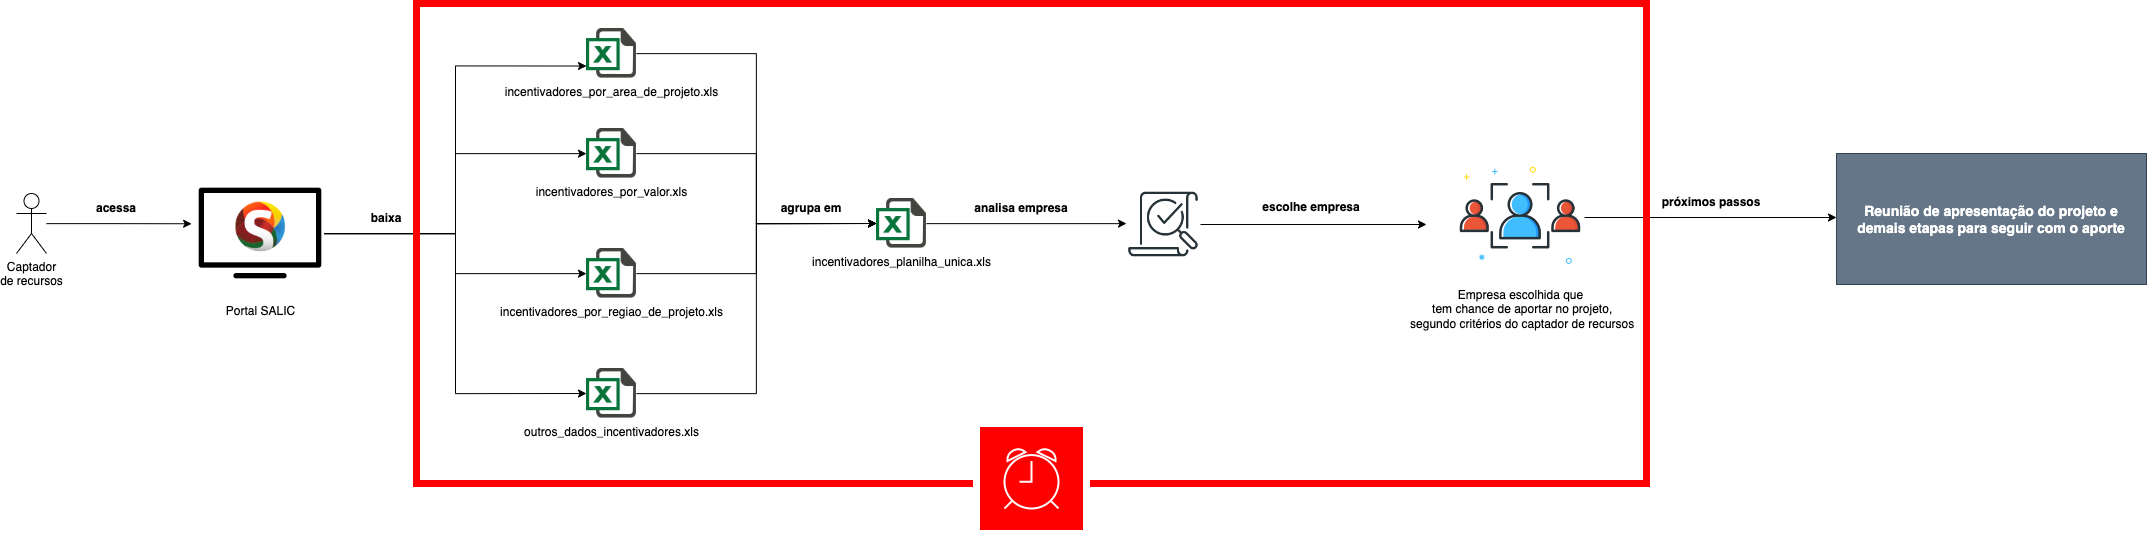 acessa
Captador
de recursos
Portal SALIC
baixa
incentivadores_por_area_de_projeto.xls
incentivadores_por_valor.xls
incentivadores_por_regiao_de_projeto.xls
outros_dados_incentivadores.xls
agrupa em
incentivadores_planilha_unica.xls
analisa empresa
escolhe empresa
Empresa escolhida que
tem chance de aportar no projeto,
segundo critérios do captador de recursos
próximos passos
Reunião de apresentação do projeto e
demais etapas para seguir com o aporte